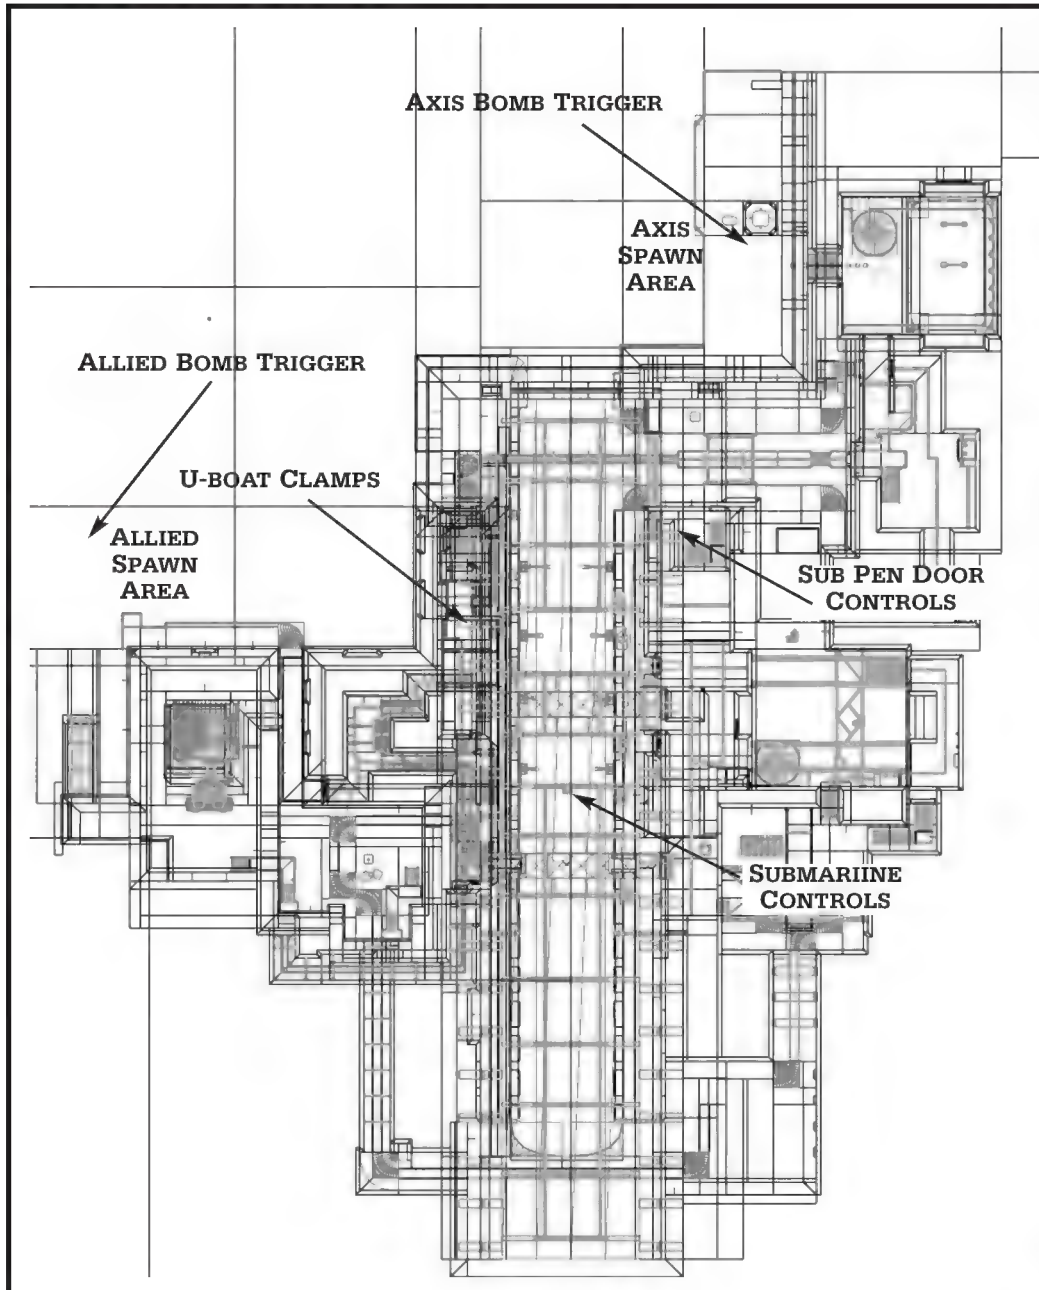 AXIS BOMB TRIGGER
AXIS
SPAWN
AREA
ALLIED BOMB TRIGGER
U-BOAT CLAMPS
ALLIED
SPAWN
AREA
SUB PEN DOOR
CONTROLS
SUBMARIINE
CONTROLS